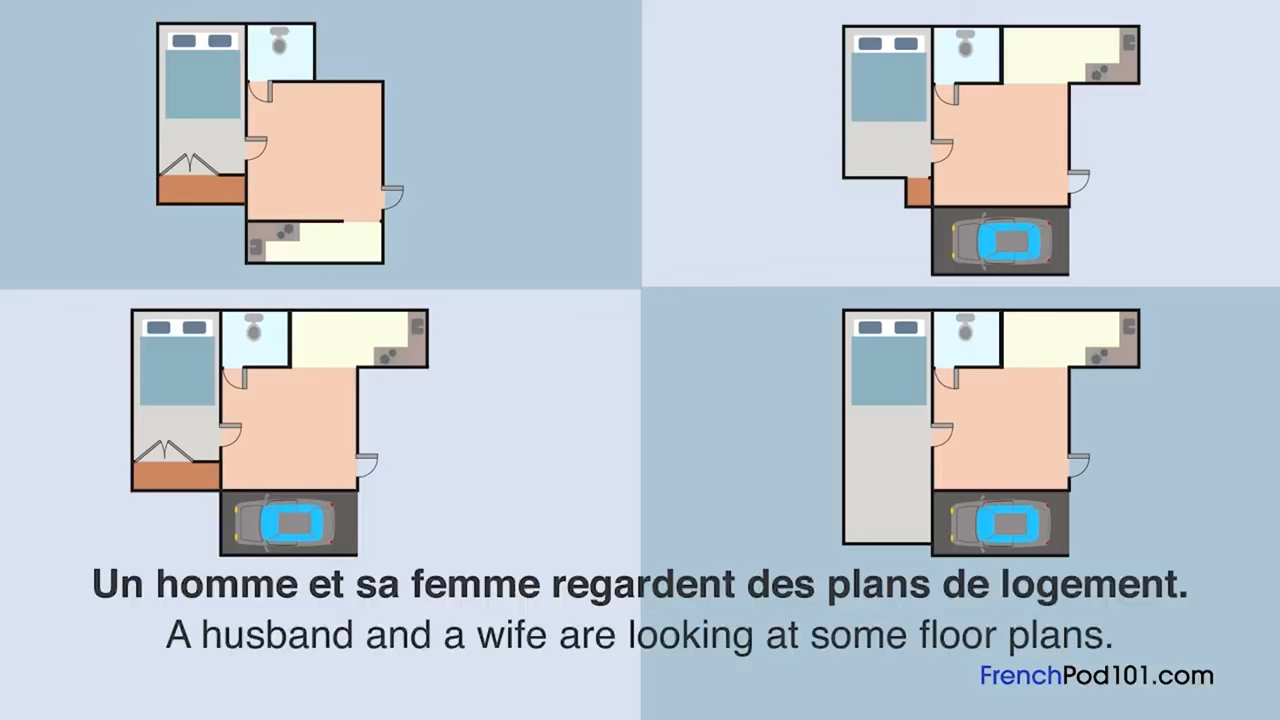 Un homme et sa femme regardent des plans de logement.
A husband and a wife are looking at some floor plans.
FrenchPod101.com